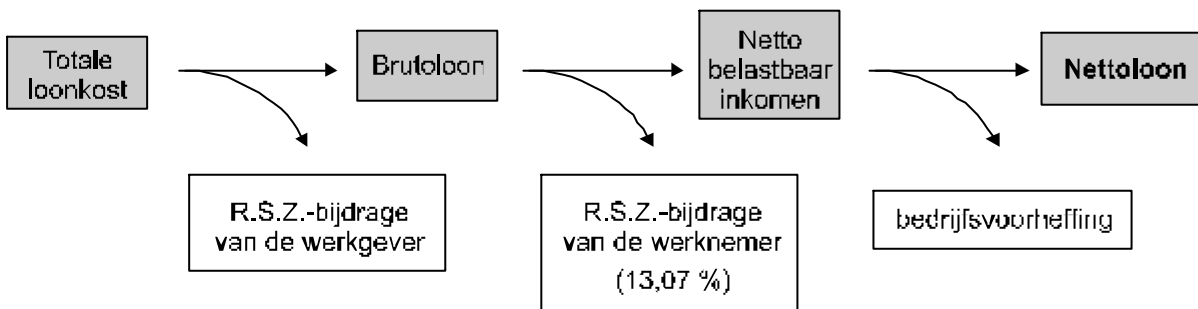 Totale
loonkost
Brutoloon
Netto
belastbaar
inkomen
Nettoloon
R.S.Z.-bijdrage
van de werkgever
R.S.Z.-bijdrage
van de werknemer
(13,07 %)
bedrijfsvoorheffing